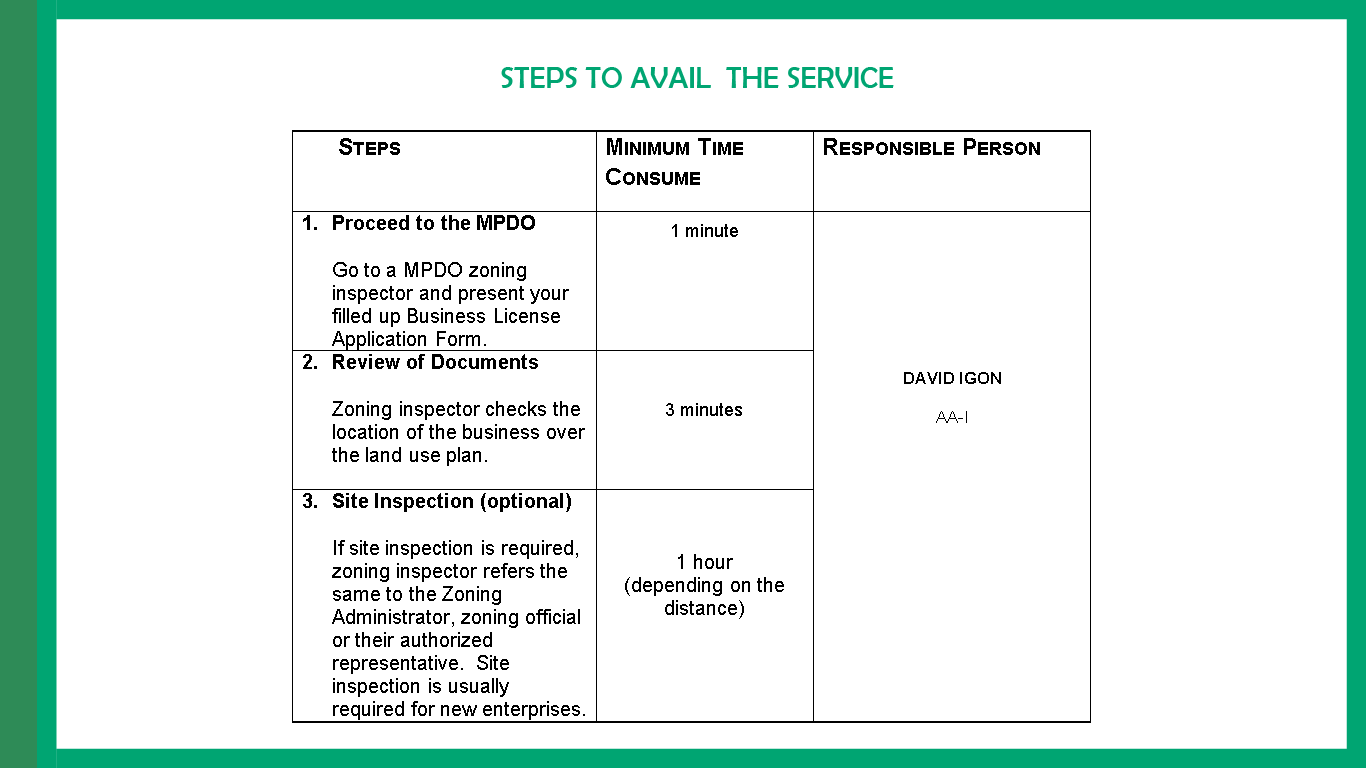 STEPS TO AVAIL  THE SERVICE
STEPS
MINIMUM TIME
CONSUME
RESPONSIBLE PERSON
1. Proceed to the MPDO
Go to a MPDO zoning
inspector and present your
filled up Business License
Application Form.
1 minute
2. Review of Documents
Zoning inspector checks the
location of the business over
the land use plan.
3 minutes
3. Site Inspection (optional)
If site inspection is required,
zoning inspector refers the
same to the Zoning
Administrator, zoning official
or their authorized
representative.  Site
inspection is usually
required for new enterprises.
1 hour
(depending on the
distance)
DAVID IGON
AA-I